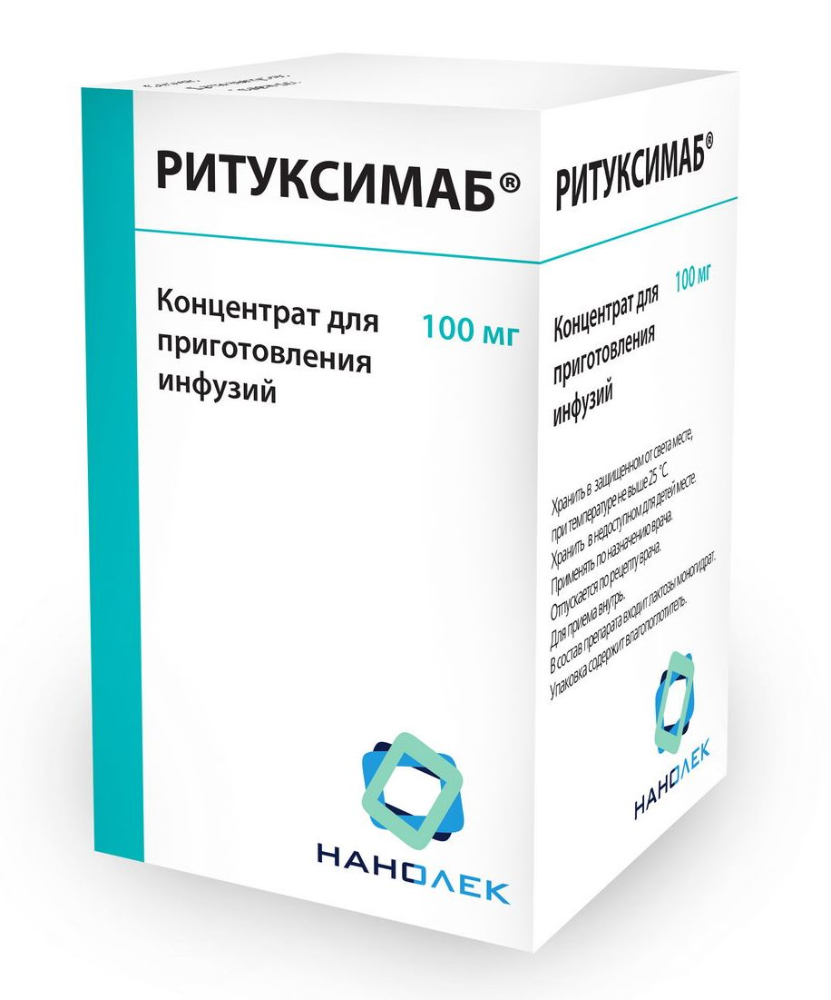 РИТУКСИМАБ®
Концентрат для
приготовления
инфузий
100 мг
НАНОЛЕК
РИТУКСИМАБ®
Концентрат для
приготовления
инфузий
100 мг
Хранить в защищенном от света месте,
при температуре не выше 25 °С.
Хранить в недоступном для детей месте.
Применять по назначению врача.
Отпускается по рецепту врача.
Для приема внутрь.
В состав препарата входит лактозы моногидрат.
Упаковка содержит влагопоглотитель.
НАНОЛЕК